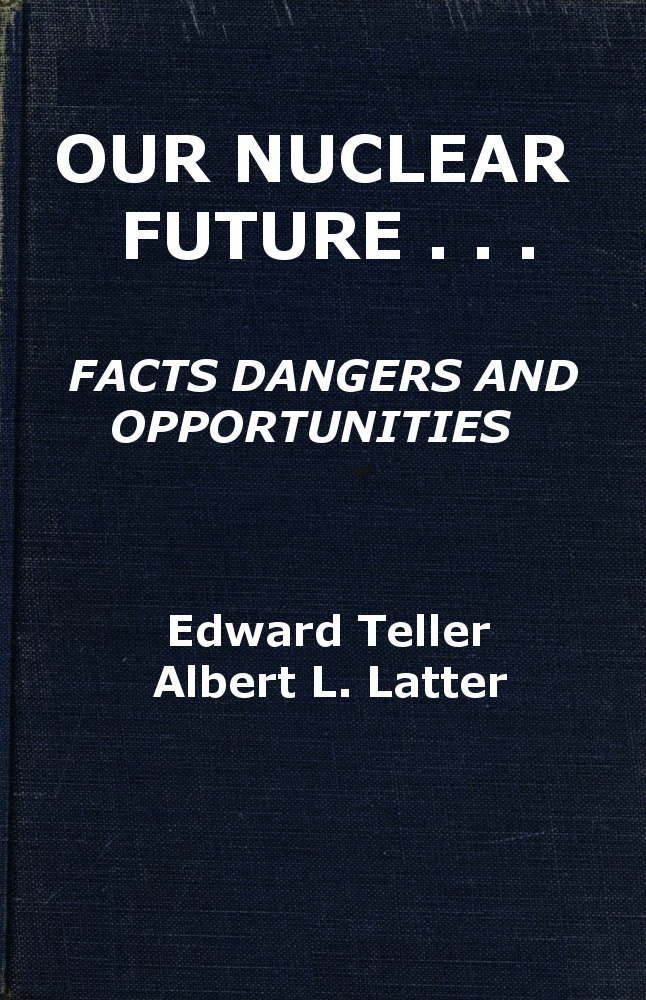 OUR NUCLEAR
FUTURE . . .
FACTS DANGERS AND
OPPORTUNITIES
Edward Teller
Albert L. Latter